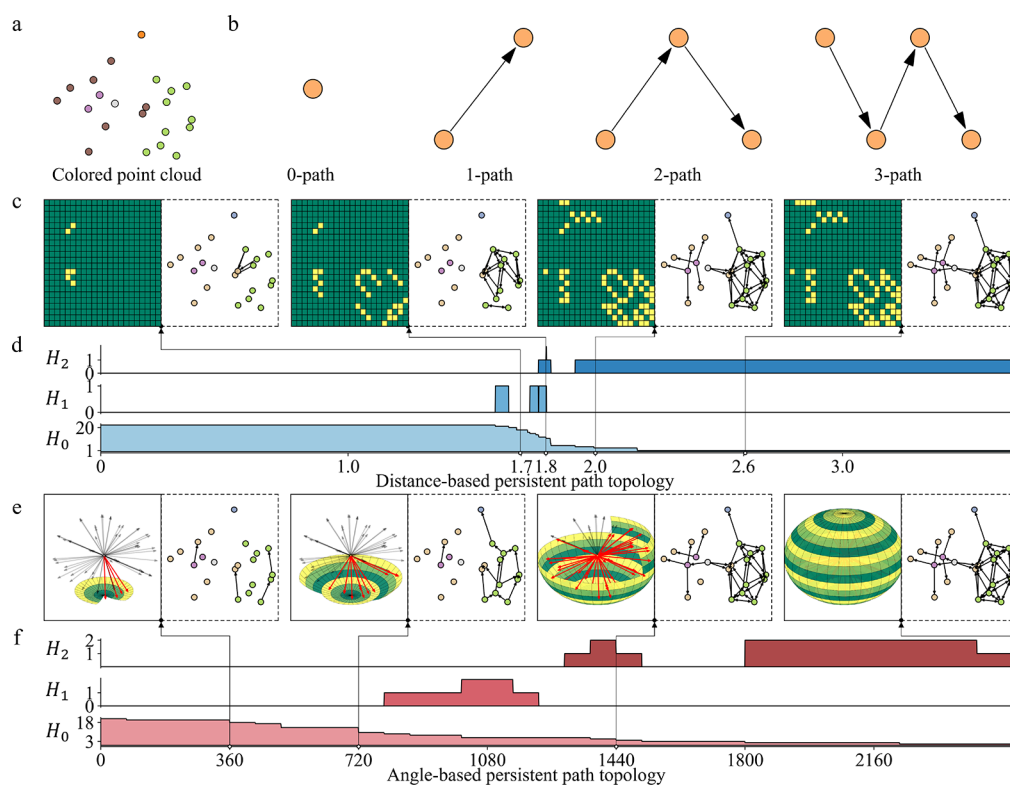 a
b
Colored point cloud
0-path
1-path
2-path
3-path
c
d
H₂
1
0
H₁
1
0
H₀
20
1
0
1.0
1.7
1.8
2.0
2.6
3.0
Distance-based persistent path topology
e
f
H₂
2
1
H₁
1
0
H₀
18
3
0
360
720
1080
1440
1800
2160
Angle-based persistent path topology